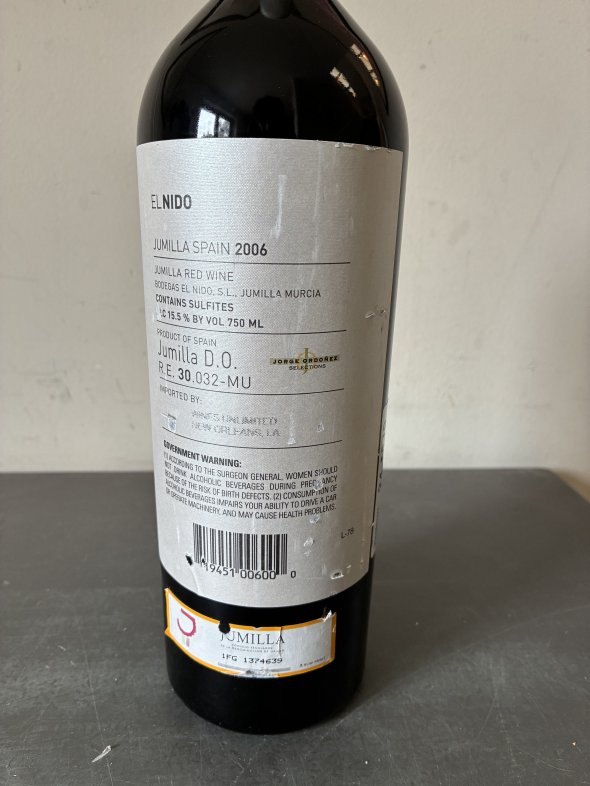 ELNIDO
JUMILLA SPAIN 2006
JUMILLA RED WINE
BODEGAS EL NIDO, S.L., JUMILLA MURCIA
CONTAINS SULFITES
LC 15.5 % BY VOL 750 ML
PRODUCT OF SPAIN
Jumilla D.O.
R.E. 30.032-MU
JORGE ORDOÑEZ
SELECTIONS
IMPORTED BY:
WINES UNLIMITED
NEW ORLEANS, LA
GOVERNMENT WARNING:
(1) ACCORDING TO THE SURGEON GENERAL, WOMEN SHOULD
NOT DRINK ALCOHOLIC BEVERAGES DURING PREGNANCY
BECAUSE OF THE RISK OF BIRTH DEFECTS. (2) CONSUMPTION OF
ALCOHOLIC BEVERAGES IMPAIRS YOUR ABILITY TO DRIVE A CAR
OR OPERATE MACHINERY, AND MAY CAUSE HEALTH PROBLEMS.
L-78
19451 00600 0
JUMILLA
1FG 1374639